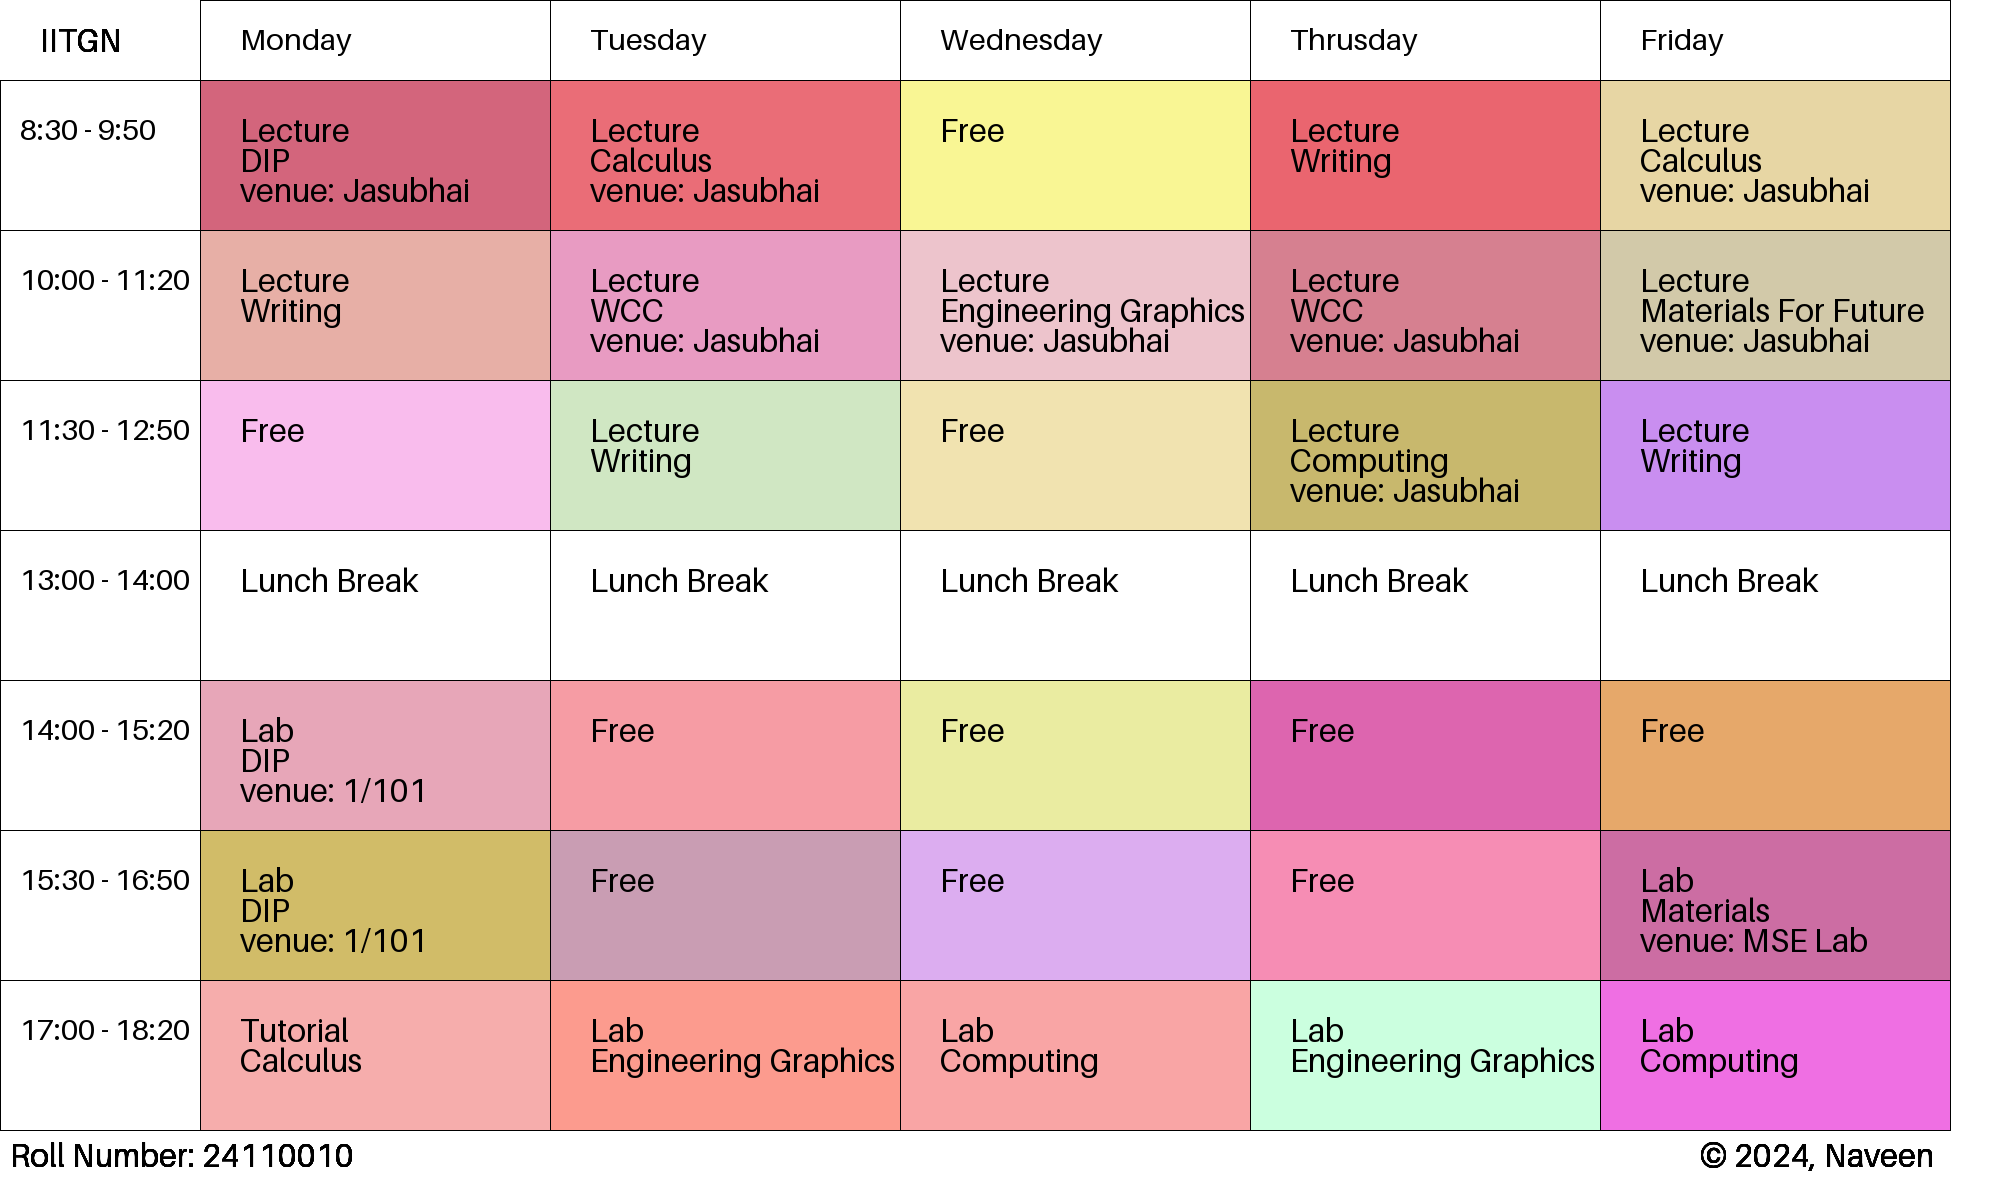 IITGN Monday Tuesday Wednesday Thrusday Friday
8:30 - 9:50
Lecture
DIP
venue: Jasubhai
Lecture
Calculus
venue: Jasubhai
Free
Lecture
Writing
Lecture
Calculus
venue: Jasubhai
10:00 - 11:20
Lecture
Writing
Lecture
WCC
venue: Jasubhai
Lecture
Engineering Graphics
venue: Jasubhai
Lecture
WCC
venue: Jasubhai
Lecture
Materials For Future
venue: Jasubhai
11:30 - 12:50
Free
Lecture
Writing
Free
Lecture
Computing
venue: Jasubhai
Lecture
Writing
13:00 - 14:00
Lunch Break
Lunch Break
Lunch Break
Lunch Break
Lunch Break
14:00 - 15:20
Lab
DIP
venue: 1/101
Free
Free
Free
Free
15:30 - 16:50
Lab
DIP
venue: 1/101
Free
Free
Free
Lab
Materials
venue: MSE Lab
17:00 - 18:20
Tutorial
Calculus
Lab
Engineering Graphics
Lab
Computing
Lab
Engineering Graphics
Lab
Computing
Roll Number: 24110010
© 2024, Naveen